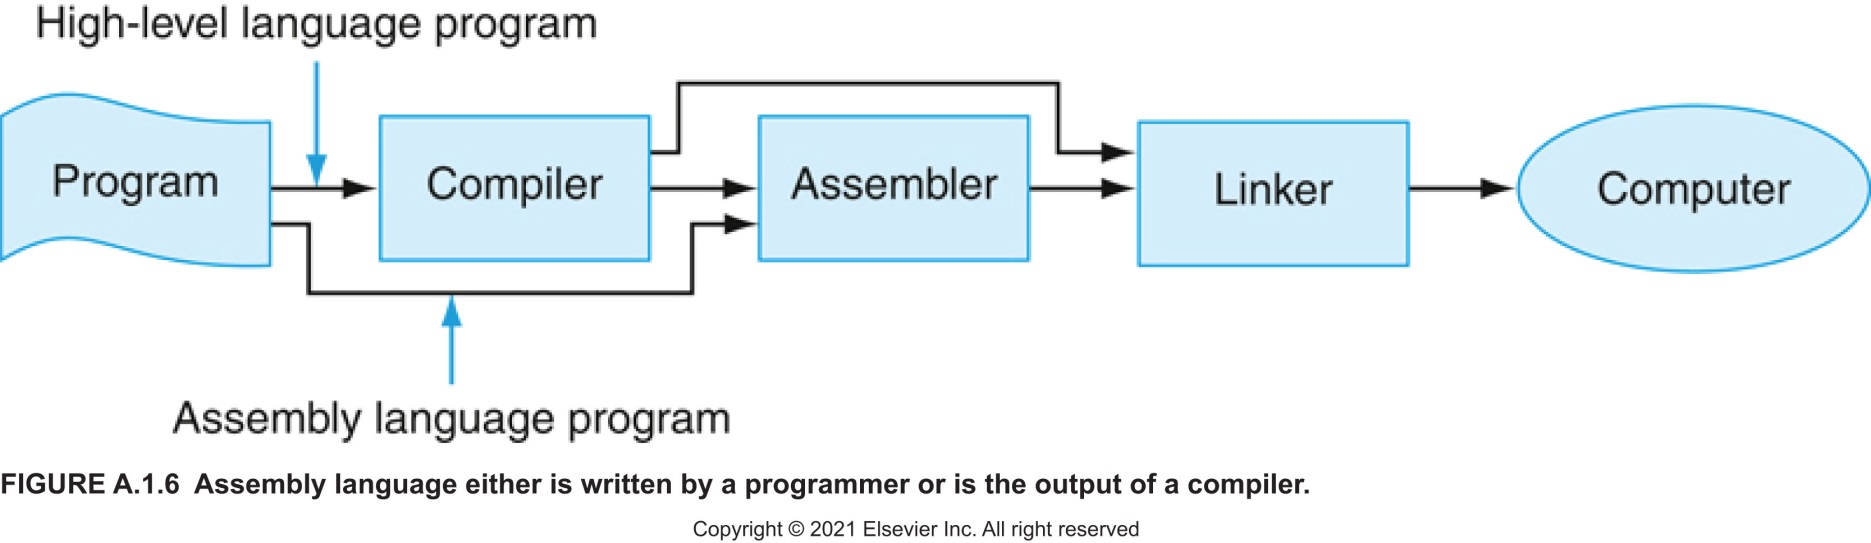 High-level language program
Program
Compiler
Assembler
Linker
Computer
Assembly language program
FIGURE A.1.6 Assembly language either is written by a programmer or is the output of a compiler.
Copyright © 2021 Elsevier Inc. All right reserved